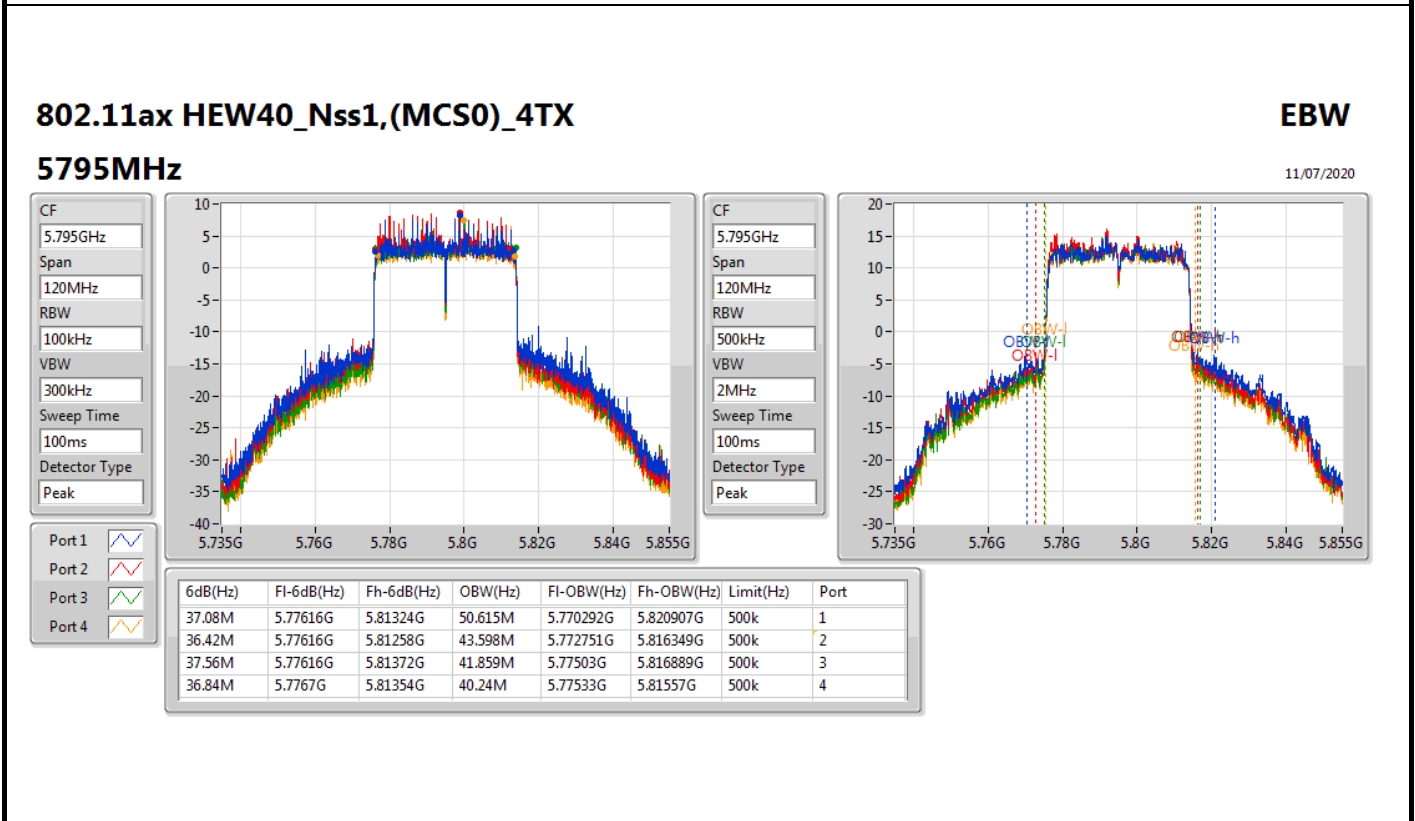 802.11ax HEW40_Nss1,(MCS0)_4TX
EBW
5795MHz
11/07/2020
CF
5.795GHz
Span
120MHz
RBW
100kHz
VBW
300kHz
Sweep Time
100ms
Detector Type
Peak
10
5
0
-5
-10
-15
-20
-25
-30
-35
-40
5.735G 5.76G 5.78G 5.8G 5.82G 5.84G 5.855G
CF
5.795GHz
Span
120MHz
RBW
500kHz
VBW
2MHz
Sweep Time
100ms
Detector Type
Peak
20
15
10
5
0
-5
-10
-15
-20
-25
-30
OBW-l
OBW-l
OBW-l
5.735G 5.76G 5.78G 5.8G 5.82G 5.84G 5.855G
Port 1
Port 2
Port 3
Port 4
6dB(Hz) Fl-6dB(Hz) Fh-6dB(Hz) OBW(Hz) Fl-OBW(Hz) Fh-OBW(Hz) Limit(Hz) Port
37.08M 5.77616G 5.81324G 50.615M 5.770292G 5.820907G 500k 1
36.42M 5.77616G 5.81258G 43.598M 5.772751G 5.816349G 500k 2
37.56M 5.77616G 5.81372G 41.859M 5.77503G 5.816889G 500k 3
36.84M 5.7767G 5.81354G 40.24M 5.77533G 5.81557G 500k 4